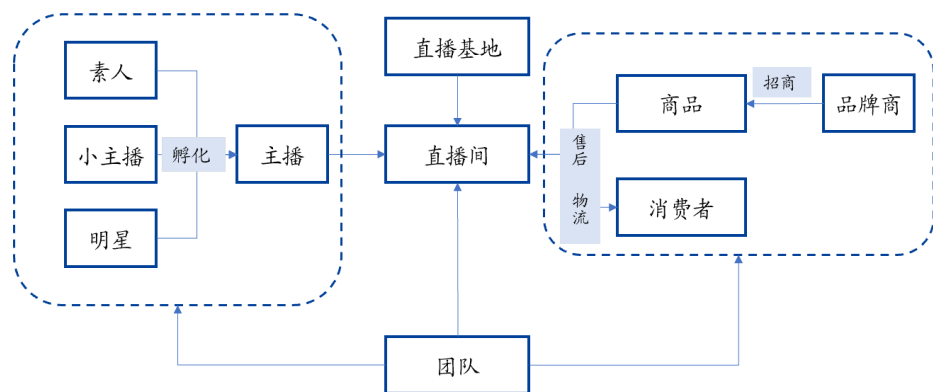 素人
小主播
明星
孵化
主播
直播基地
直播间
商品
招商
品牌商
售后
物流
消费者
团队